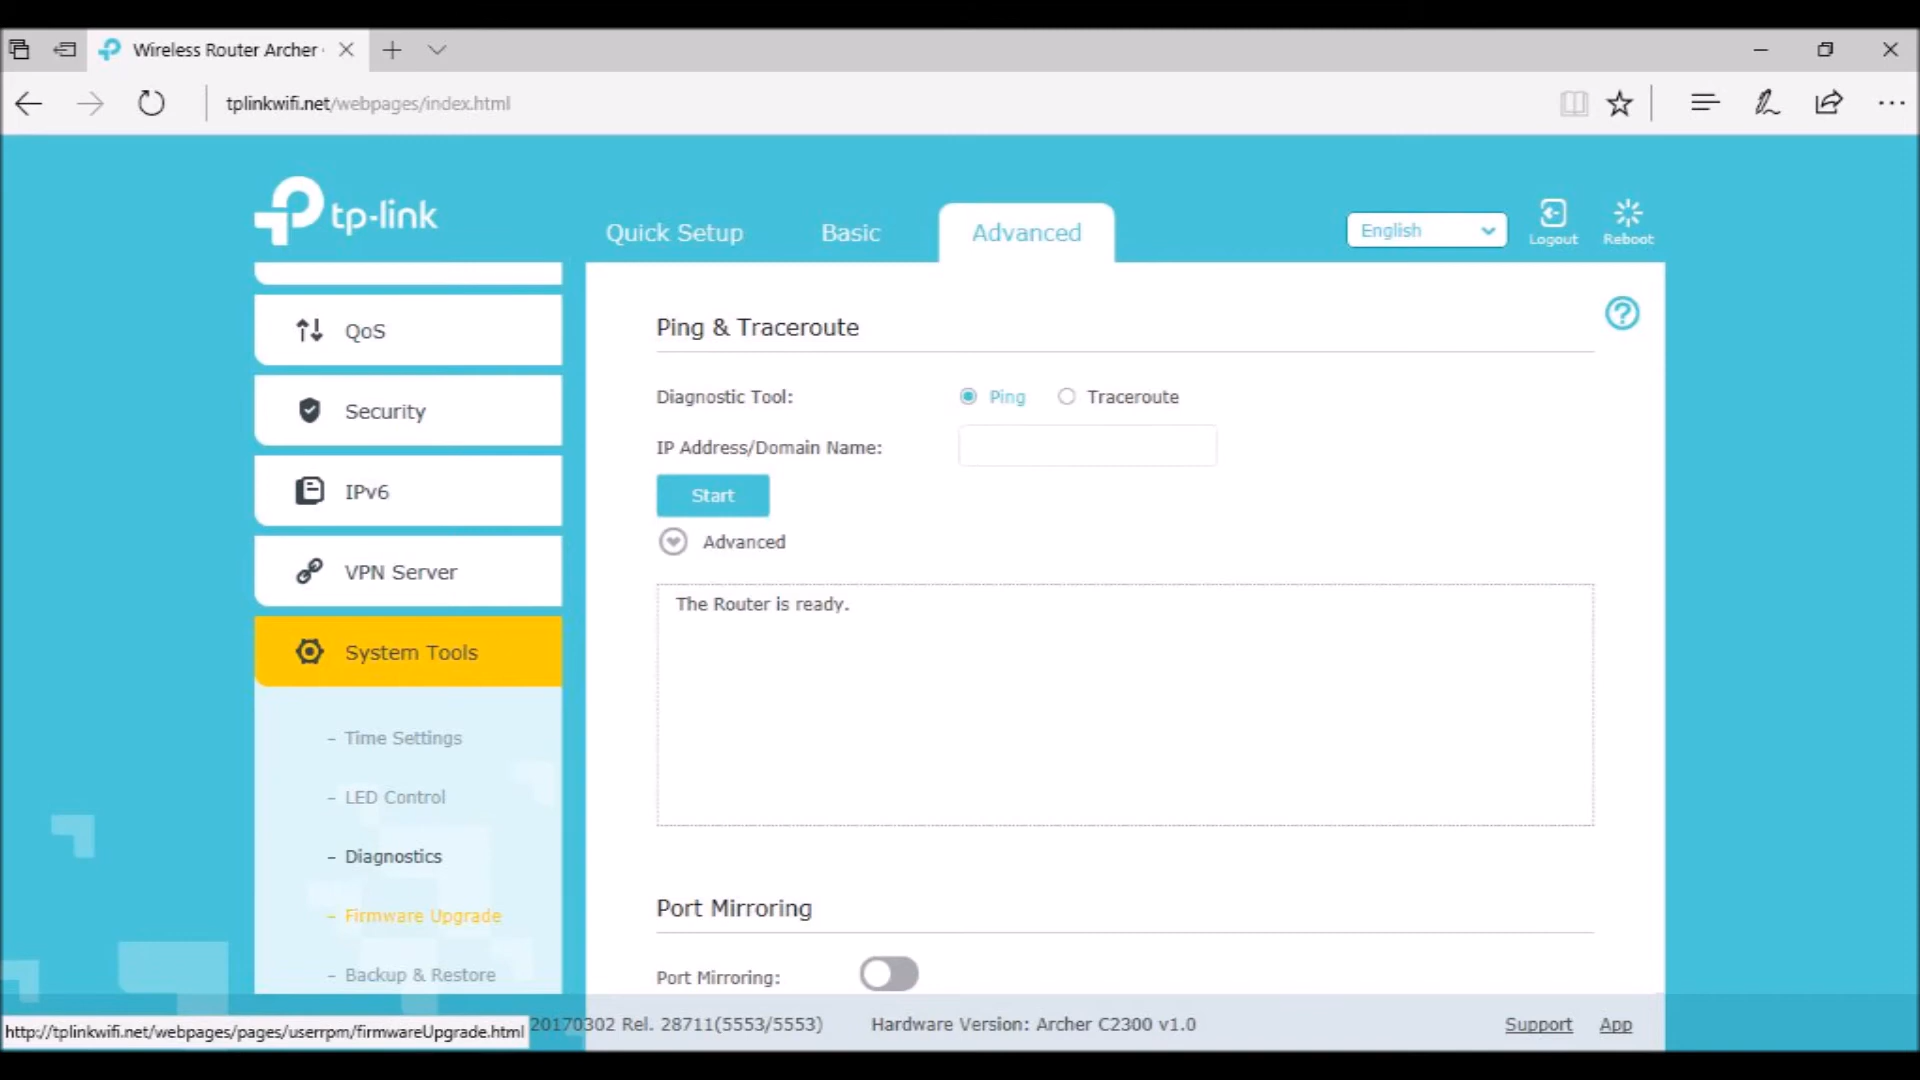 Wireless Router Archer
tplinkwifi.net/webpages/index.html
tp-link
Quick Setup
Basic
Advanced
English
Logout
Reboot
QoS
Security
IPv6
VPN Server
System Tools
- Time Settings
- LED Control
- Diagnostics
- Firmware Upgrade
- Backup & Restore
Ping & Traceroute
Diagnostic Tool:
Ping
Traceroute
IP Address/Domain Name:
Start
Advanced
The Router is ready.
Port Mirroring
Port Mirroring:
http://tplinkwifi.net/webpages/pages/userrpm/firmwareUpgrade.html
20170302 Rel. 28711(5553/5553)
Hardware Version: Archer C2300 v1.0
Support
App